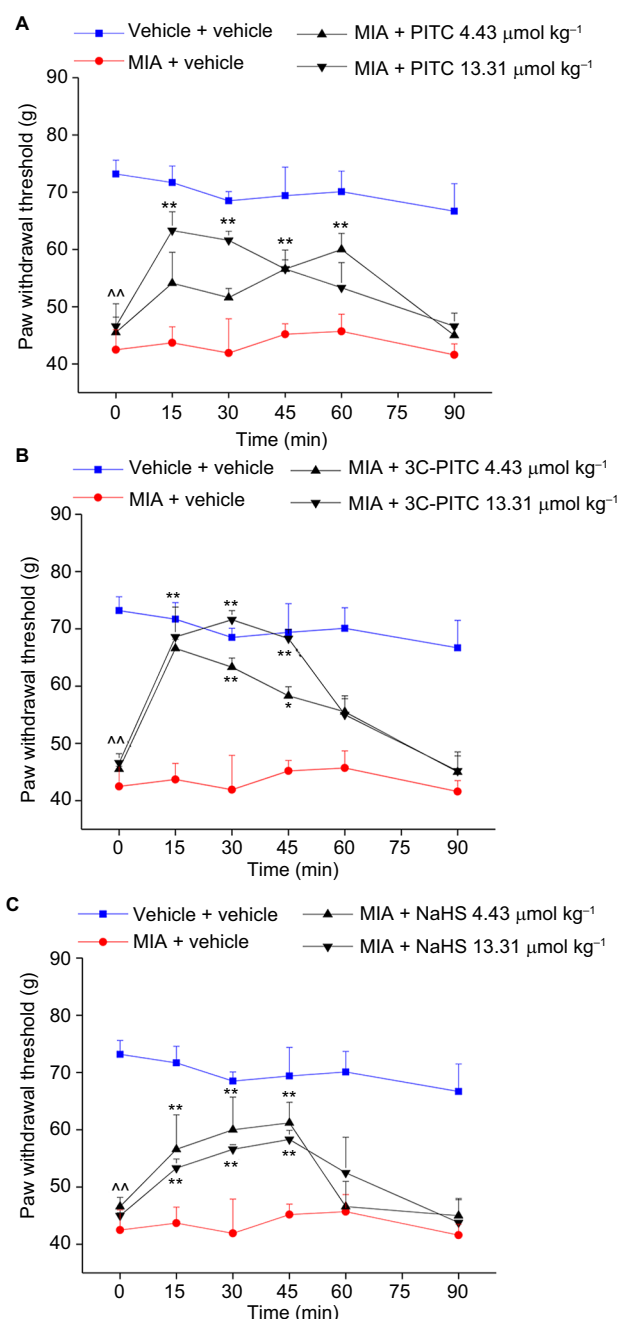 A
Vehicle + vehicle
MIA + PITC 4.43 μmol kg⁻¹
MIA + vehicle
MIA + PITC 13.31 μmol kg⁻¹
90
80
70
60
50
40
Paw withdrawal threshold (g)
^^
**
**
**
**
0 15 30 45 60 75 90
Time (min)
B
Vehicle + vehicle
MIA + 3C-PITC 4.43 μmol kg⁻¹
MIA + vehicle
MIA + 3C-PITC 13.31 μmol kg⁻¹
90
80
70
60
50
40
Paw withdrawal threshold (g)
^^
**
**
**
**
*
0 15 30 45 60 75 90
Time (min)
C
Vehicle + vehicle
MIA + NaHS 4.43 μmol kg⁻¹
MIA + vehicle
MIA + NaHS 13.31 μmol kg⁻¹
90
80
70
60
50
40
Paw withdrawal threshold (g)
^^
**
**
**
**
**
**
0 15 30 45 60 75 90
Time (min)